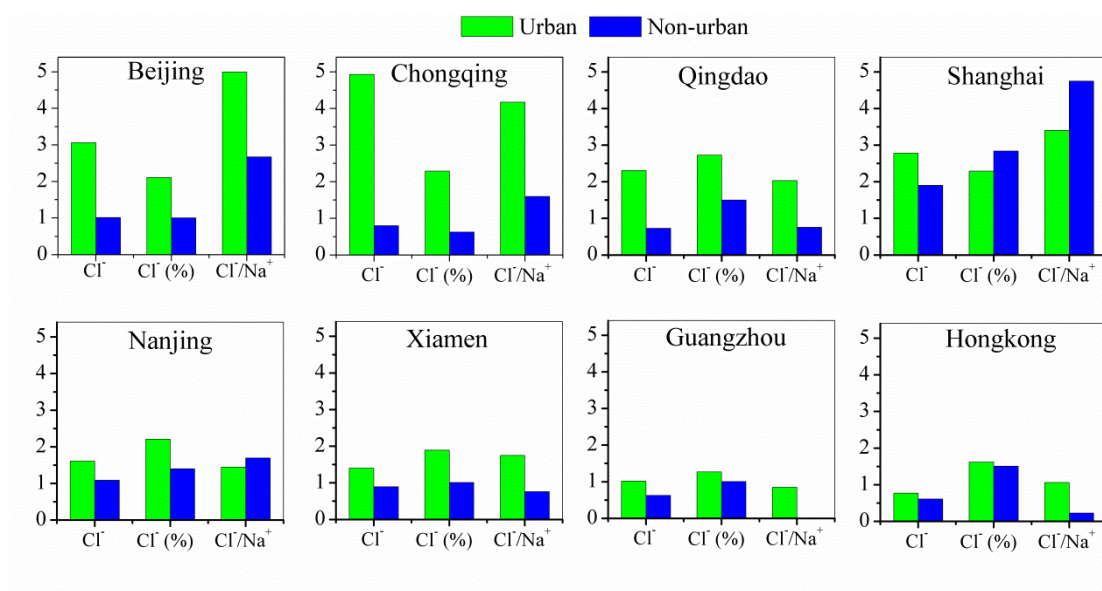 Urban Non-urban
Beijing Chongqing Qingdao Shanghai
5 5 5 5
4 4 4 4
3 3 3 3
2 2 2 2
1 1 1 1
0 0 0 0
Cl⁻ Cl⁻ (%) Cl⁻/Na⁺ Cl⁻ Cl⁻ (%) Cl⁻/Na⁺ Cl⁻ Cl⁻ (%) Cl⁻/Na⁺ Cl⁻ Cl⁻ (%) Cl⁻/Na⁺
Nanjing Xiamen Guangzhou Hongkong
5 5 5 5
4 4 4 4
3 3 3 3
2 2 2 2
1 1 1 1
0 0 0 0
Cl⁻ Cl⁻ (%) Cl⁻/Na⁺ Cl⁻ Cl⁻ (%) Cl⁻/Na⁺ Cl⁻ Cl⁻ (%) Cl⁻/Na⁺ Cl⁻ Cl⁻ (%) Cl⁻/Na⁺